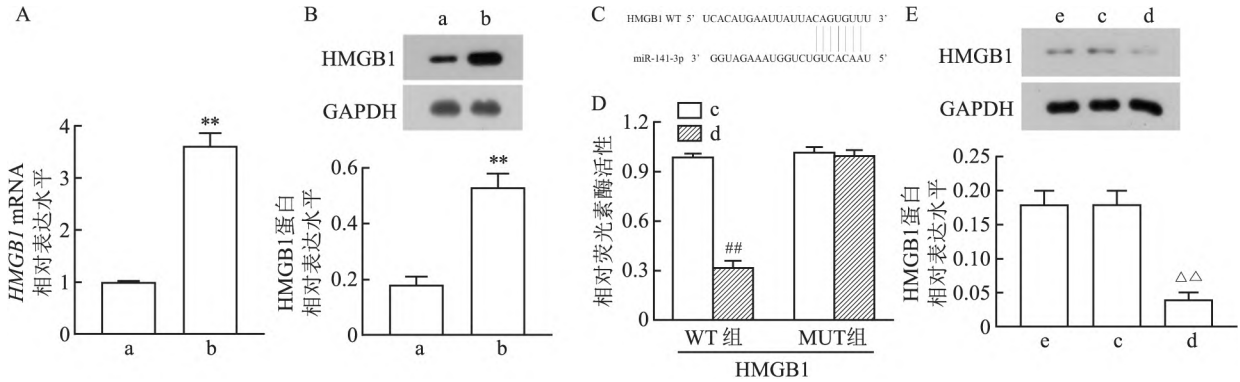 A
HMGB1 mRNA
相对表达水平
4
3
2
1
0
**
a
b
B
a
b
HMGB1
GAPDH
HMGB1蛋白
相对表达水平
0.6
0.4
0.2
0
**
a
b
C
HMGB1 WT 5' UCACAUGAAUUAUUACAGUGUUU 3'
miR-141-3p 3' GGUAGAAAUGGUCUGUCACAAU 5'
D
c
d
相对荧光素酶活性
1.2
0.9
0.6
0.3
0
##
WT 组
MUT组
HMGB1
E
e
c
d
HMGB1
GAPDH
HMGB1蛋白
相对表达水平
0.25
0.20
0.15
0.10
0.05
0
△△
e
c
d